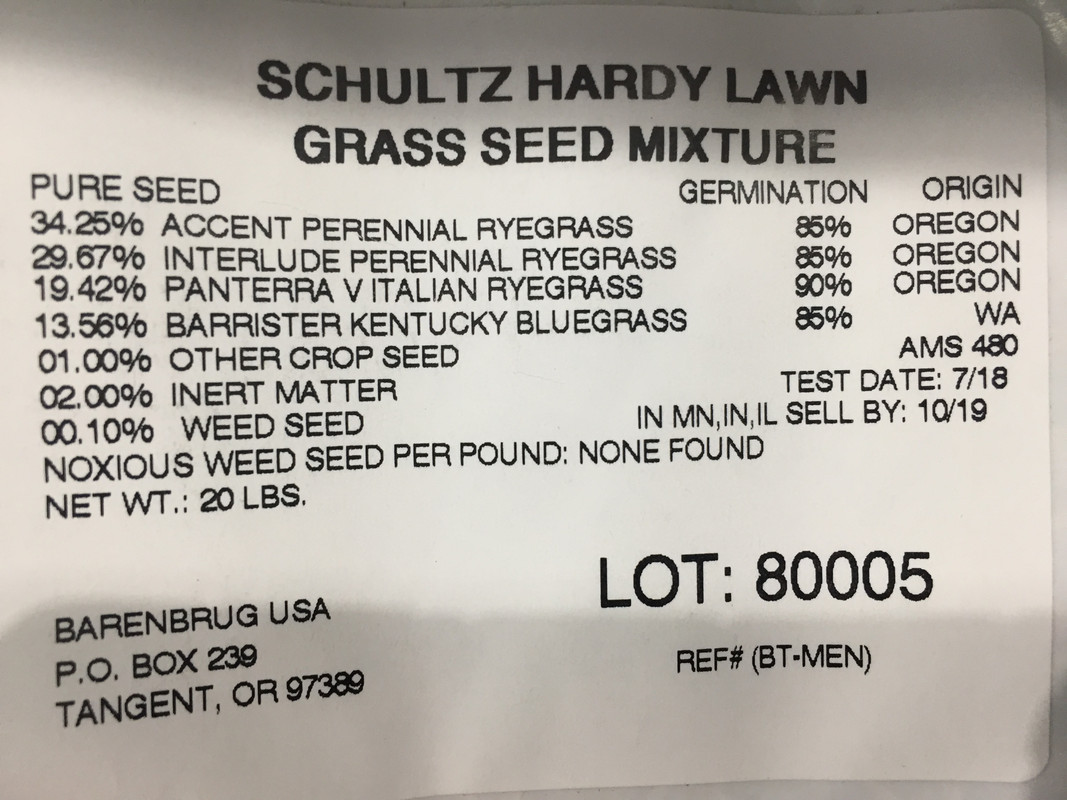 SCHULTZ HARDY LAWN
GRASS SEED MIXTURE
PURE SEED GERMINATION ORIGIN
34.25% ACCENT PERENNIAL RYEGRASS 85% OREGON
29.67% INTERLUDE PERENNIAL RYEGRASS 85% OREGON
19.42% PANTERRA V ITALIAN RYEGRASS 90% OREGON
13.56% BARRISTER KENTUCKY BLUEGRASS 85% WA
01.00% OTHER CROP SEED AMS 480
02.00% INERT MATTER TEST DATE: 7/18
00.10% WEED SEED IN MN,IN,IL SELL BY: 10/19
NOXIOUS WEED SEED PER POUND: NONE FOUND
NET WT.: 20 LBS.
LOT: 80005
BARENBRUG USA
P.O. BOX 239
TANGENT, OR 97389
REF# (BT-MEN)